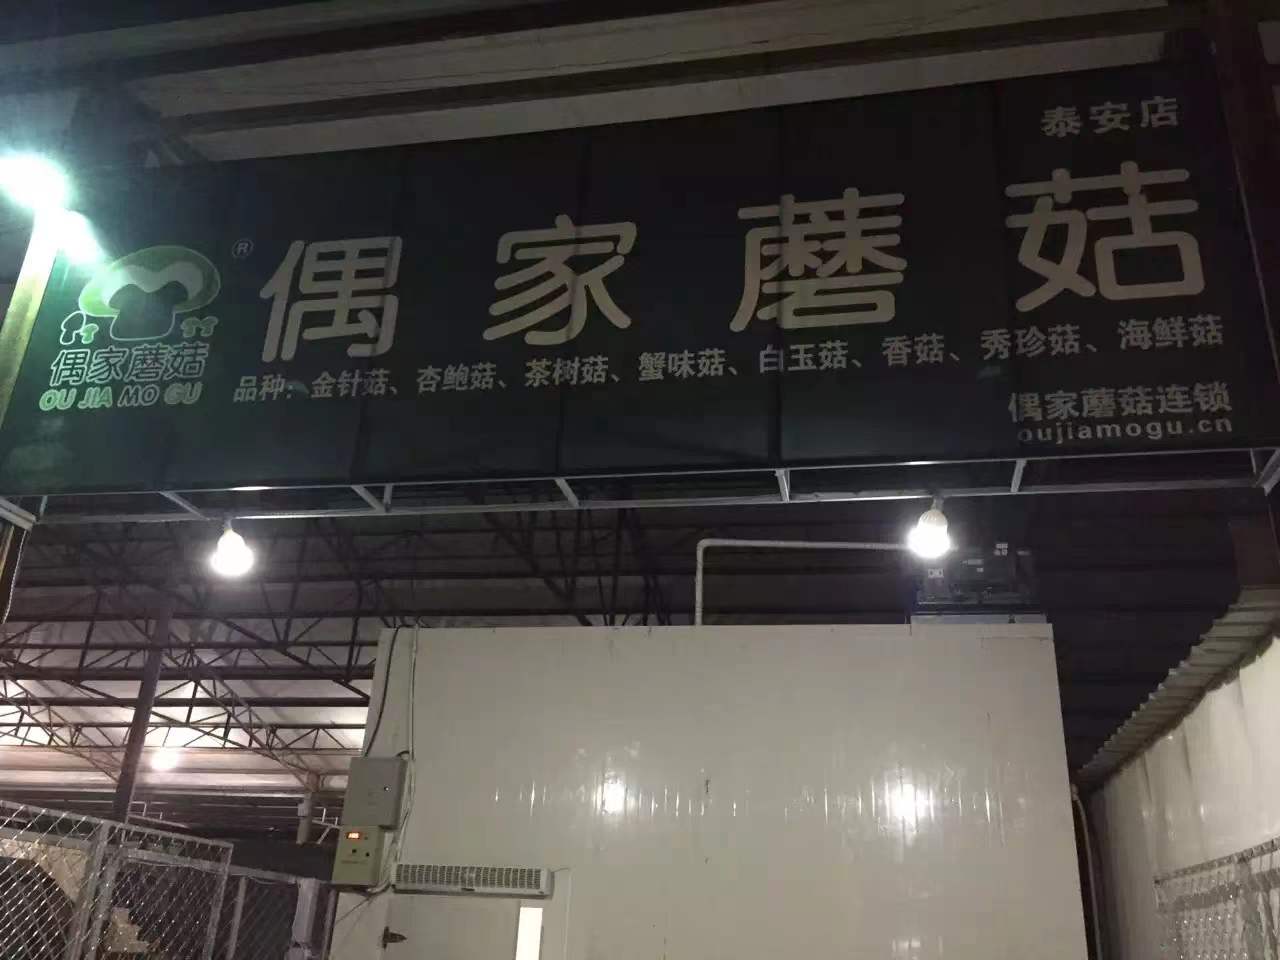 泰安店
偶家蘑菇
®
偶家蘑菇
OU JIA MO GU
品种：金针菇、杏鲍菇、茶树菇、蟹味菇、白玉菇、香菇、秀珍菇、海鲜菇
偶家蘑菇连锁
oujiamogu.cn